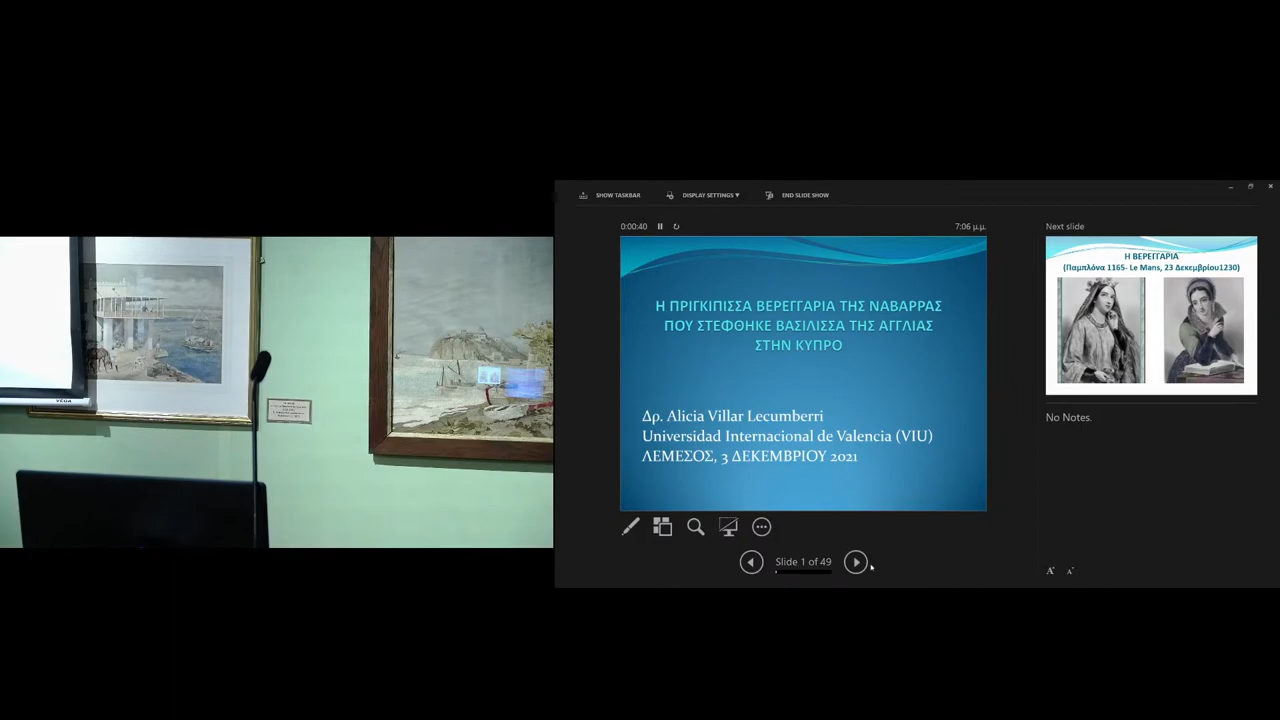 SHOW TASKBAR
DISPLAY SETTINGS ▾
END SLIDE SHOW
0:00:40
7:06 μ.μ.
Η ΠΡΙΓΚΙΠΙΣΣΑ ΒΕΡΕΓΓΑΡΙΑ ΤΗΣ ΝΑΒΑΡΡΑΣ
ΠΟΥ ΣΤΕΦΘΗΚΕ ΒΑΣΙΛΙΣΣΑ ΤΗΣ ΑΓΓΛΙΑΣ
ΣΤΗΝ ΚΥΠΡΟ
Δρ. Alicia Villar Lecumberri
Universidad Internacional de Valencia (VIU)
ΛΕΜΕΣΟΣ, 3 ΔΕΚΕΜΒΡΙΟΥ 2021
Slide 1 of 49
Next slide
Η ΒΕΡΕΓΓΑΡΙΑ
(Παμπλόνα 1165- Le Mans, 23 Δεκεμβρίου1230)
No Notes.
A A
VEGA